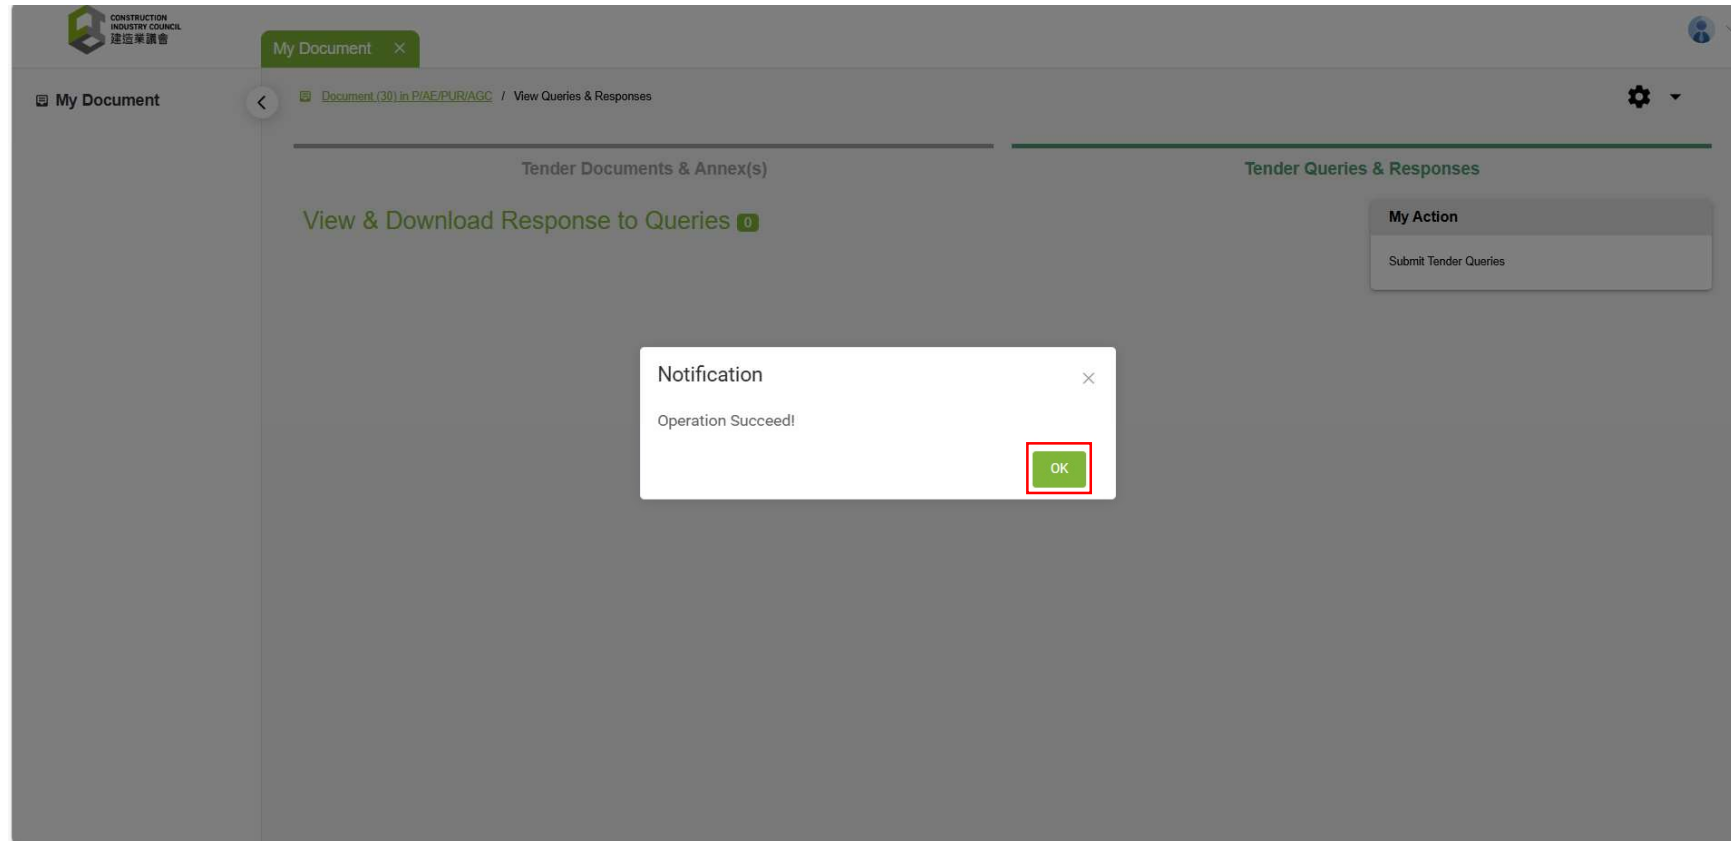 CONSTRUCTION
INDUSTRY COUNCIL
建造業議會
My Document
My Document
Document (30) in P/AE/PUR/AGC / View Queries & Responses
Tender Documents & Annex(s)
Tender Queries & Responses
View & Download Response to Queries 0
My Action
Submit Tender Queries
Notification
Operation Succeed!
OK